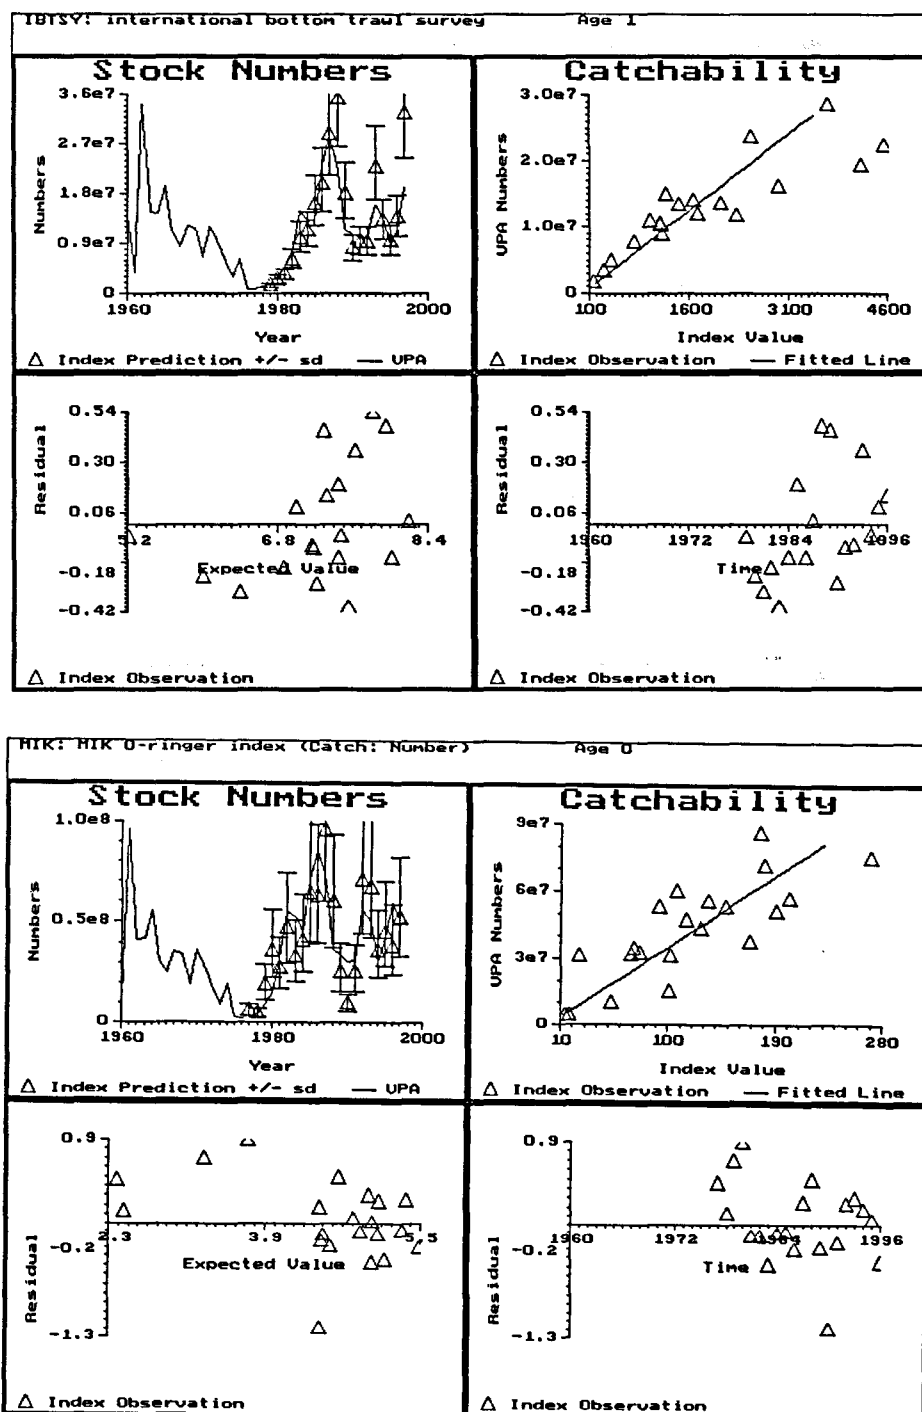 IBTSY: international bottom trawl survey Age 1
Stock Numbers
3.6e7
2.7e7
1.8e7
0.9e7
0
Numbers
1960 1980 2000
Year
△ Index Prediction +/- sd — VPA
Catchability
3.0e7
2.0e7
1.0e7
0
VPA Numbers
100 1600 3100 4600
Index Value
△ Index Observation — Fitted Line
0.54
0.30
0.06
-0.18
-0.42
Residual
5.2 6.8 8.4
Expected Value
△ Index Observation
0.54
0.30
0.06
-0.18
-0.42
Residual
1960 1972 1984 1996
Time
△ Index Observation
MIK: MIK 0-ringer index (Catch: Number) Age 0
Stock Numbers
1.0e8
0.5e8
0
Numbers
1960 1980 2000
Year
△ Index Prediction +/- sd — VPA
Catchability
9e7
6e7
3e7
0
VPA Numbers
10 100 190 280
Index Value
△ Index Observation — Fitted Line
0.9
-0.2
-1.3
Residual
2.3 3.9 5.5
Expected Value
△ Index Observation
0.9
-0.2
-1.3
Residual
1960 1972 1984 1996
Time
△ Index Observation